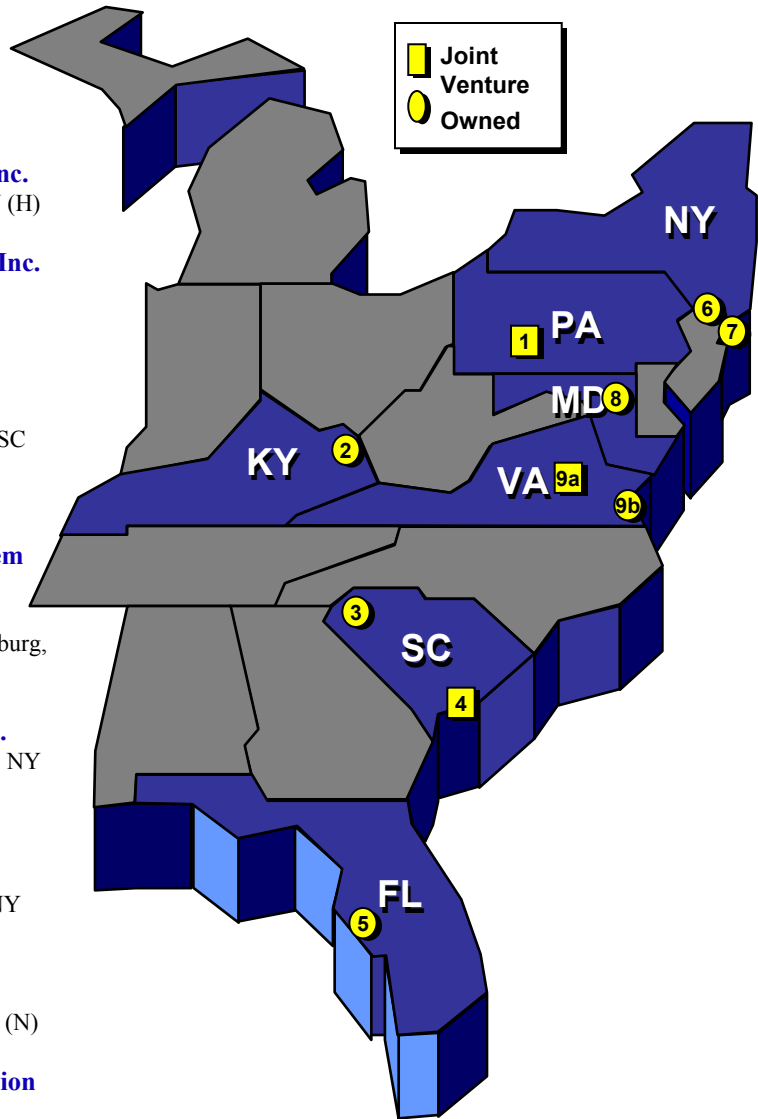 Joint
Venture
Owned
nc.
(H)
Inc.
SC
em
burg,
.
NY
NY
(N)
ion
NY
PA
MD
KY
VA
SC
FL
6
7
1
8
2
9a
9b
3
4
5